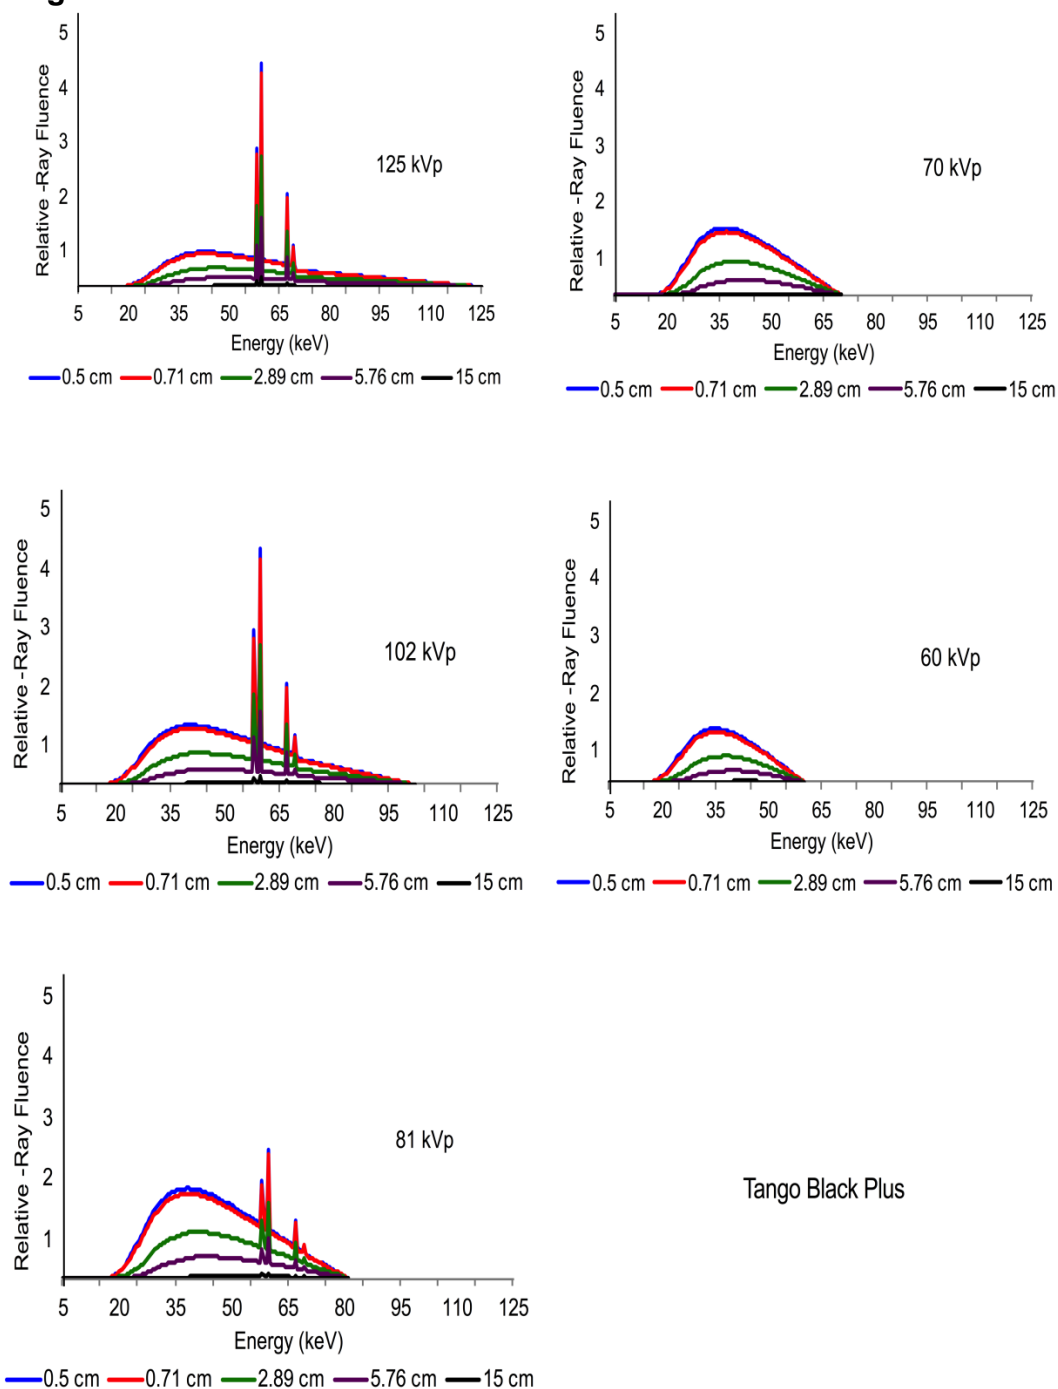 g
5
4
3
2
1
Relative -Ray Fluence
125 kVp
5 20 35 45 65 75 95 110 125
Energy (keV)
0.5 cm 0.71 cm 2.89 cm 5.76 cm 15 cm
5
4
3
2
1
Relative -Ray Fluence
70 kVp
5 20 35 50 65 80 95 110 125
Energy (keV)
0.5 cm 0.71 cm 2.89 cm 5.76 cm 15 cm
5
4
3
2
1
Relative -Ray Fluence
102 kVp
5 20 35 50 65 80 95 110 125
Energy (keV)
0.5 cm 0.71 cm 2.89 cm 5.76 cm 15 cm
5
4
3
2
1
Relative -Ray Fluence
60 kVp
5 20 35 50 65 80 95 110 125
Energy (keV)
0.5 cm 0.71 cm 2.89 cm 5.76 cm 15 cm
5
4
3
2
1
Relative -Ray Fluence
81 kVp
5 20 35 50 65 80 95 110 125
Energy (keV)
0.5 cm 0.71 cm 2.89 cm 5.76 cm 15 cm
Tango Black Plus